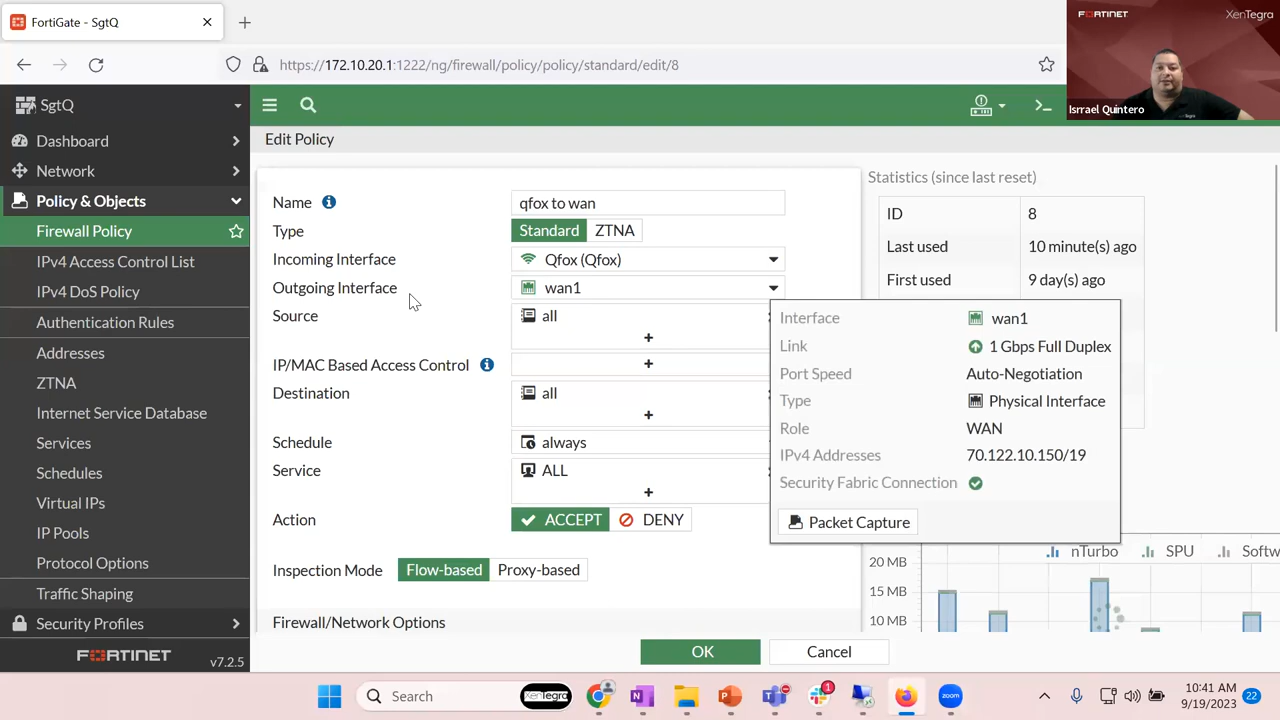 FortiGate - SgtQ
https://172.10.20.1:1222/ng/firewall/policy/policy/standard/edit/8
FORTINET
XenTegra
Isrrael Quintero
SgtQ
Dashboard
Network
Policy & Objects
Firewall Policy
IPv4 Access Control List
IPv4 DoS Policy
Authentication Rules
Addresses
ZTNA
Internet Service Database
Services
Schedules
Virtual IPs
IP Pools
Protocol Options
Traffic Shaping
Security Profiles
FORTINET
v7.2.5
Edit Policy
Name qfox to wan
Type Standard ZTNA
Incoming Interface Qfox (Qfox)
Outgoing Interface wan1
Source all
IP/MAC Based Access Control
Destination all
Schedule always
Service ALL
Action ACCEPT DENY
Inspection Mode Flow-based Proxy-based
Firewall/Network Options
OK Cancel
Statistics (since last reset)
ID 8
Last used 10 minute(s) ago
First used 9 day(s) ago
Interface wan1
Link 1 Gbps Full Duplex
Port Speed Auto-Negotiation
Type Physical Interface
Role WAN
IPv4 Addresses 70.122.10.150/19
Security Fabric Connection
Packet Capture
nTurbo SPU Softw
20 MB
15 MB
10 MB
Search
XenTegra
1
10:41 AM
9/19/2023
22